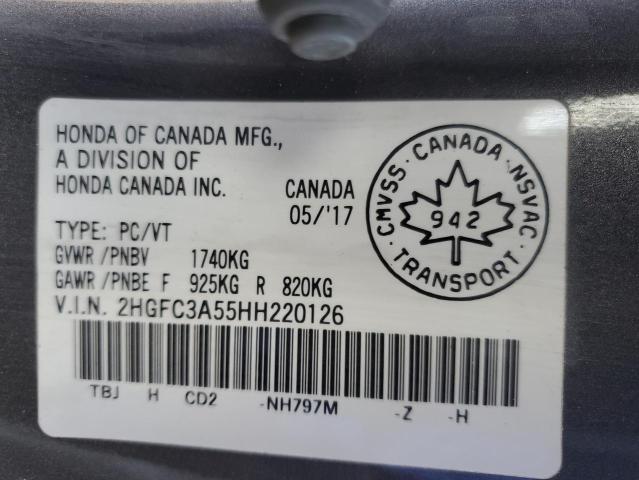 HONDA OF CANADA MFG.,
A DIVISION OF
HONDA CANADA INC.
CANADA
05/'17
TYPE: PC/VT
GVWR/PNBV 1740KG
GAWR/PNBE F 925KG R 820KG
V.I.N. 2HGFC3A55HH220126
TBJ H CD2 -NH797M -Z -H
CMVSS·CANADA·NSVAC
942
TRANSPORT